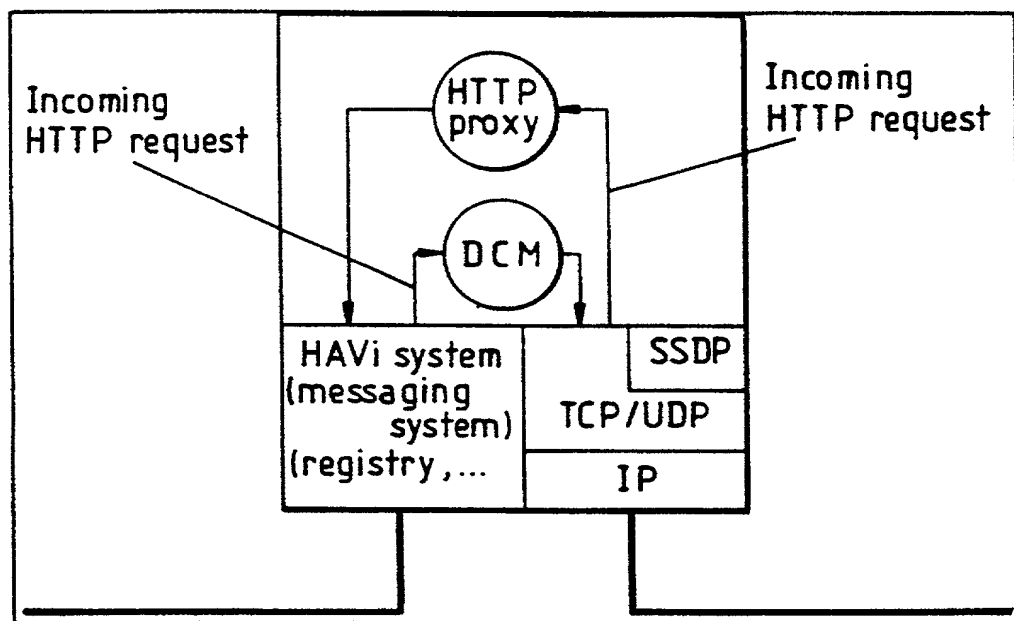 Incoming
HTTP request
HTTP
proxy
Incoming
HTTP request
DCM
HAVi system
(messaging
system)
(registry,...
SSDP
TCP/UDP
IP